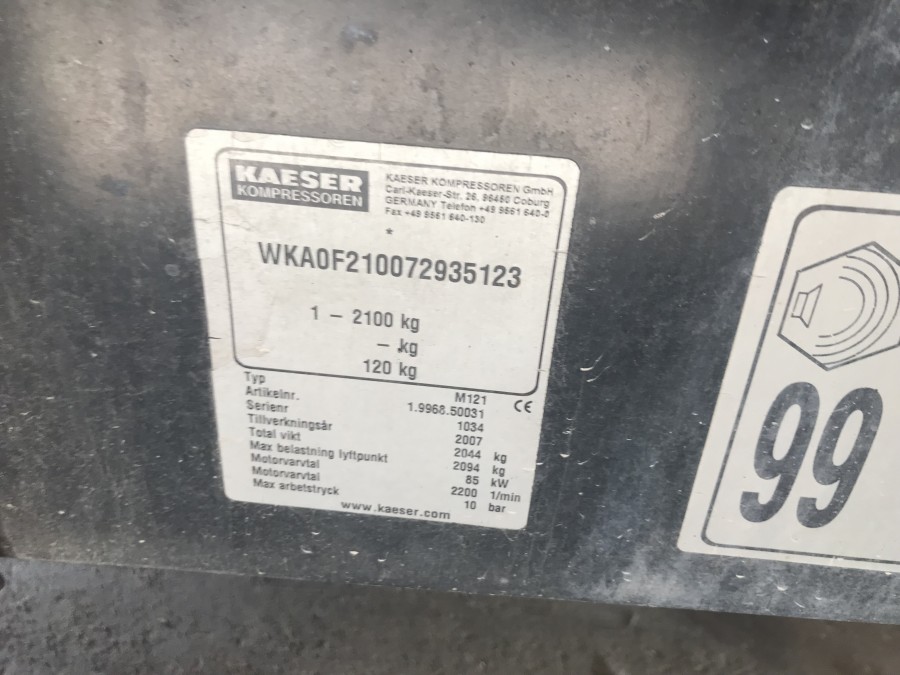 KAESER
KOMPRESSOREN
KAESER KOMPRESSOREN GmbH
Carl-Kaeser-Str. 26, 96450 Coburg
GERMANY Telefon +49 9561 640-0
Fax +49 9561 640-130
*
WKA0F210072935123
1 – 2100 kg
– kg
120 kg
Typ M121 CE
Artikelnr. 1.9968.50031
Serienr 1034
Tillverkningsår 2007
Total vikt 2044 kg
Max belastning lyftpunkt 2094 kg
Motorvarvtal 85 kW
Motorvarvtal 2200 1/min
Max arbetstryck 10 bar
www.kaeser.com
99